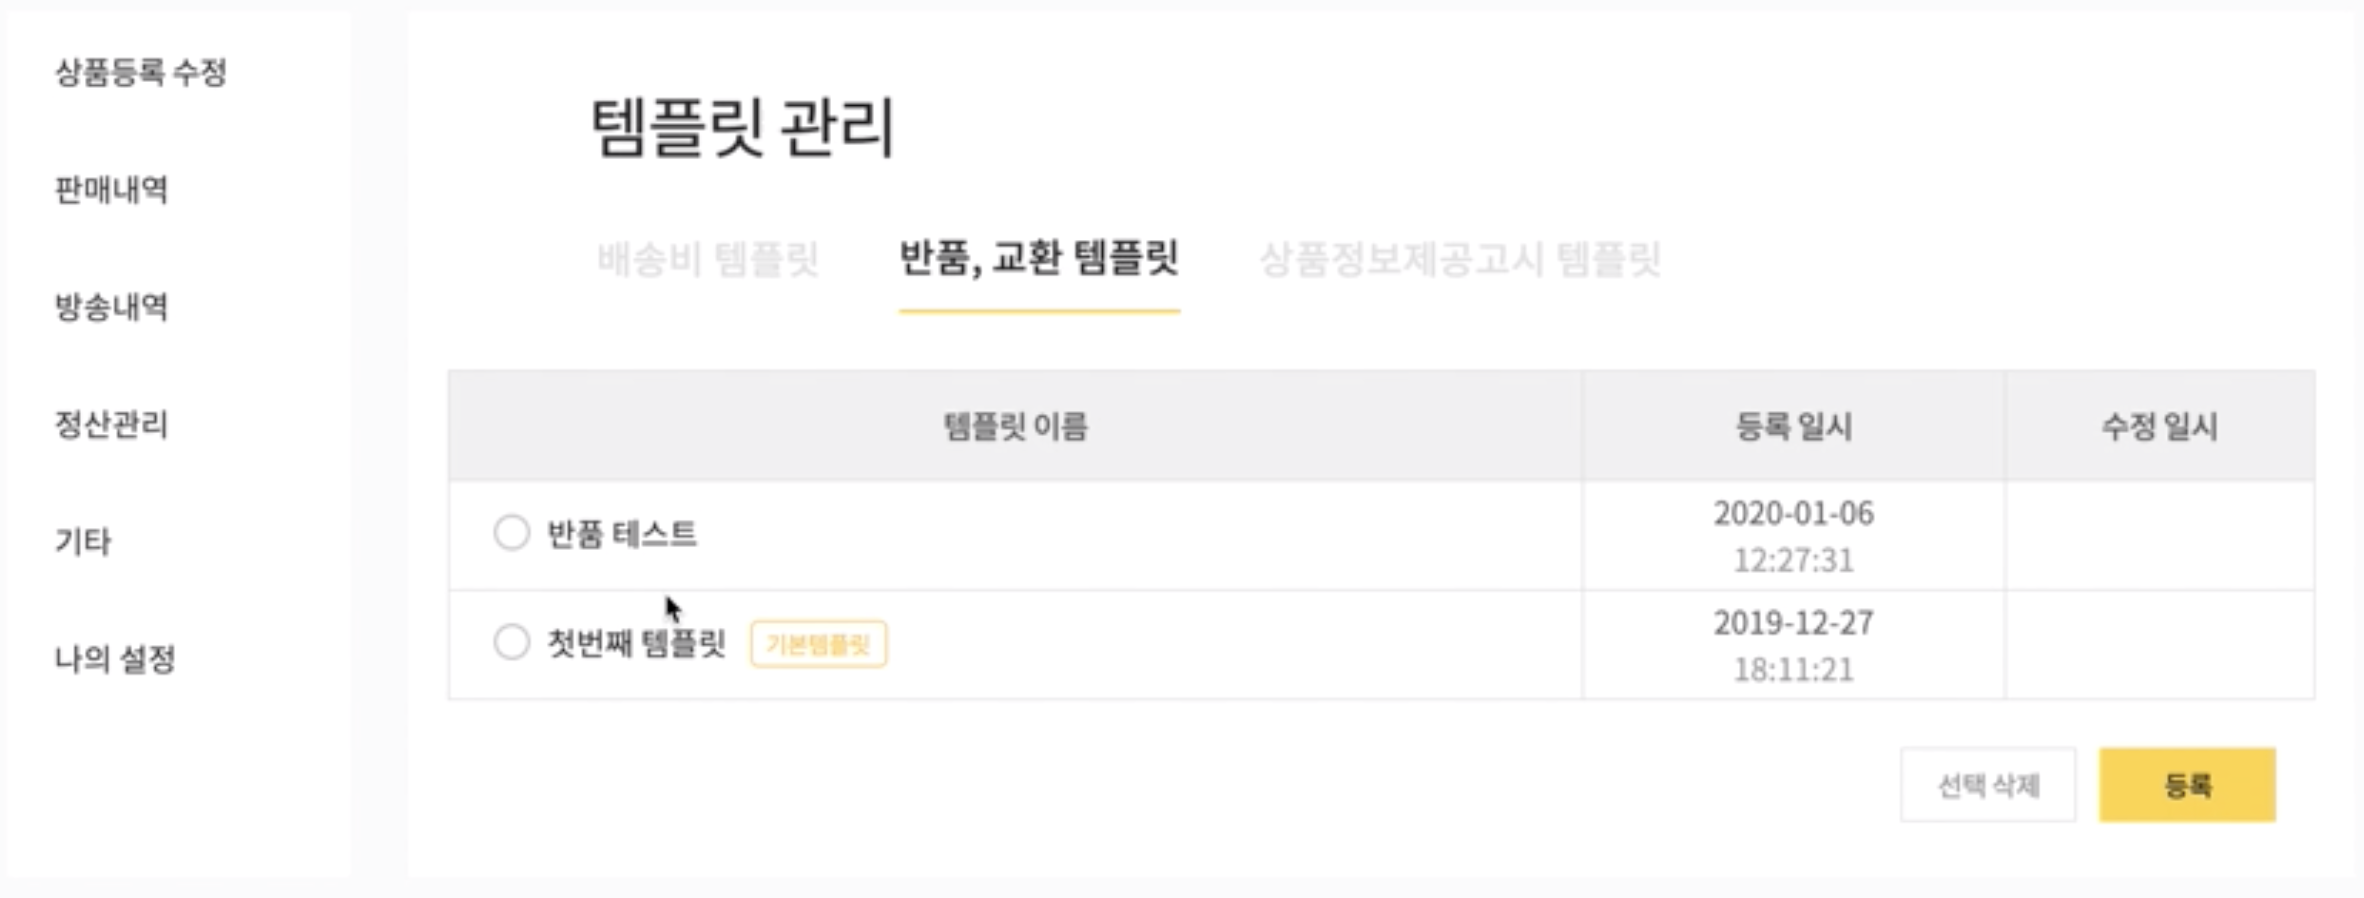 상품등록 수정
판매내역
방송내역
정산관리
기타
나의 설정
템플릿 관리
배송비 템플릿 반품, 교환 템플릿 상품정보제공고시 템플릿
템플릿 이름 등록 일시 수정 일시
반품 테스트 2020-01-06
12:27:31
첫번째 템플릿 기본템플릿 2019-12-27
18:11:21
선택 삭제 등록